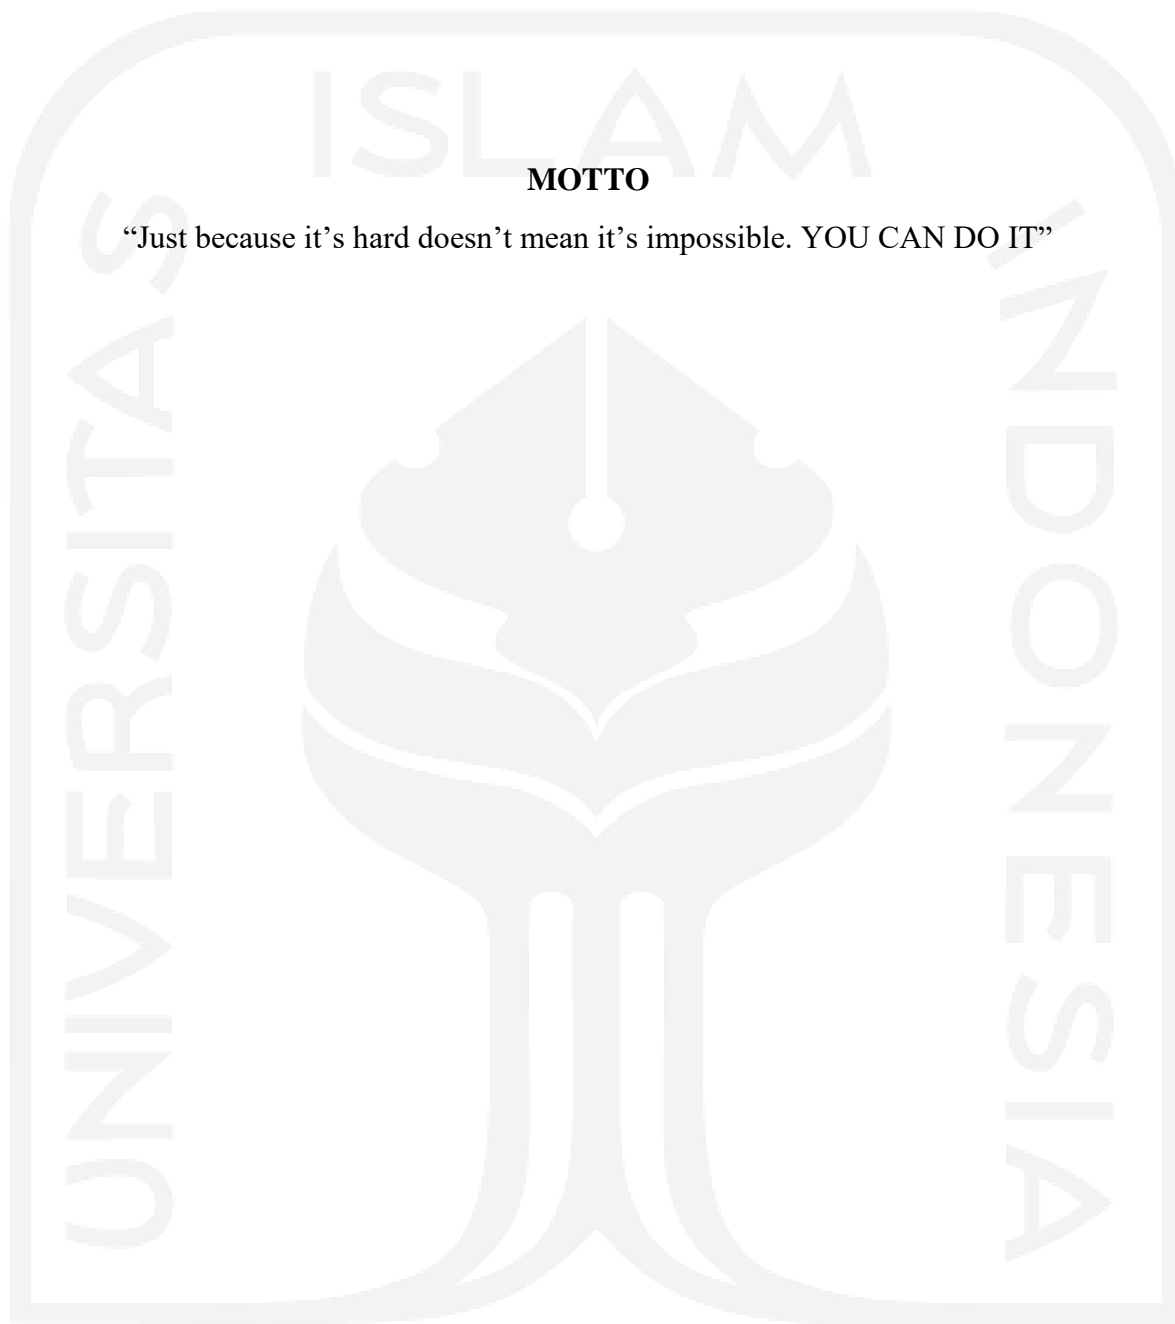 ISLAM
MOTTO
“Just because it’s hard doesn’t mean it’s impossible. YOU CAN DO IT”
UNIVERSITAS
INDONESIA